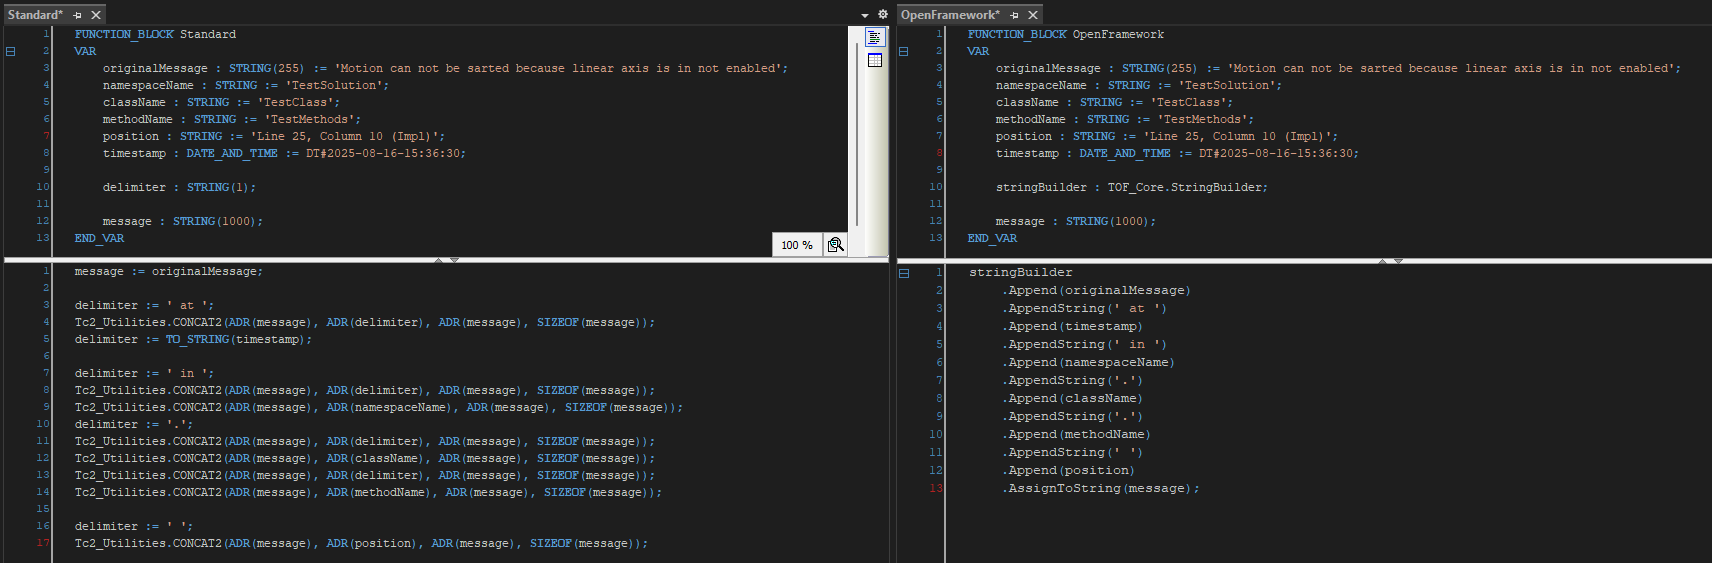 Standard*
1 FUNCTION_BLOCK Standard
2 VAR
3 originalMessage : STRING(255) := 'Motion can not be sarted because linear axis is in not enabled';
4 namespaceName : STRING := 'TestSolution';
5 className : STRING := 'TestClass';
6 methodName : STRING := 'TestMethods';
7 position : STRING := 'Line 25, Column 10 (Impl)';
8 timestamp : DATE_AND_TIME := DT#2025-08-16-15:36:30;
9
10 delimiter : STRING(1);
11
12 message : STRING(1000);
13 END_VAR
100 %
1 message := originalMessage;
2
3 delimiter := ' at ';
4 Tc2_Utilities.CONCAT2(ADR(message), ADR(delimiter), ADR(message), SIZEOF(message));
5 delimiter := TO_STRING(timestamp);
6
7 delimiter := ' in ';
8 Tc2_Utilities.CONCAT2(ADR(message), ADR(delimiter), ADR(message), SIZEOF(message));
9 Tc2_Utilities.CONCAT2(ADR(message), ADR(namespaceName), ADR(message), SIZEOF(message));
10 delimiter := '.';
11 Tc2_Utilities.CONCAT2(ADR(message), ADR(delimiter), ADR(message), SIZEOF(message));
12 Tc2_Utilities.CONCAT2(ADR(message), ADR(className), ADR(message), SIZEOF(message));
13 Tc2_Utilities.CONCAT2(ADR(message), ADR(delimiter), ADR(message), SIZEOF(message));
14 Tc2_Utilities.CONCAT2(ADR(message), ADR(methodName), ADR(message), SIZEOF(message));
15
16 delimiter := ' ';
17 Tc2_Utilities.CONCAT2(ADR(message), ADR(position), ADR(message), SIZEOF(message));
OpenFramework*
1 FUNCTION_BLOCK OpenFramework
2 VAR
3 originalMessage : STRING(255) := 'Motion can not be sarted because linear axis is in not enabled';
4 namespaceName : STRING := 'TestSolution';
5 className : STRING := 'TestClass';
6 methodName : STRING := 'TestMethods';
7 position : STRING := 'Line 25, Column 10 (Impl)';
8 timestamp : DATE_AND_TIME := DT#2025-08-16-15:36:30;
9
10 stringBuilder : TOF_Core.StringBuilder;
11
12 message : STRING(1000);
13 END_VAR
1 stringBuilder
2 .Append(originalMessage)
3 .AppendString(' at ')
4 .Append(timestamp)
5 .AppendString(' in ')
6 .Append(namespaceName)
7 .AppendString('.')
8 .Append(className)
9 .AppendString('.')
10 .Append(methodName)
11 .AppendString(' ')
12 .Append(position)
13 .AssignToString(message);